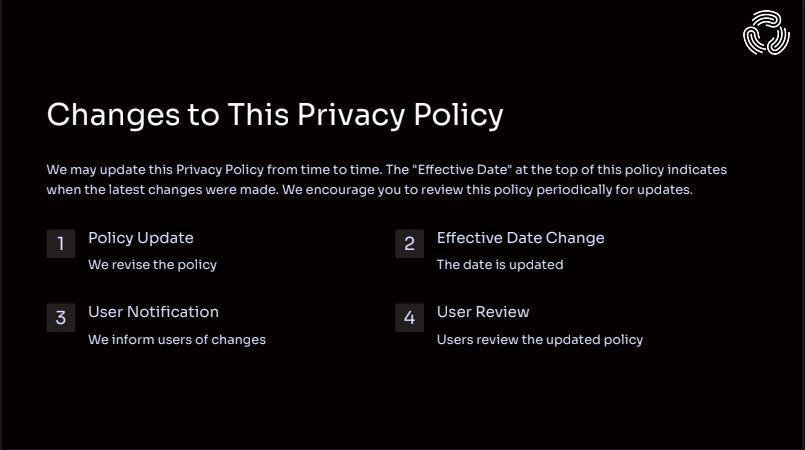 Changes to This Privacy Policy
We may update this Privacy Policy from time to time. The "Effective Date" at the top of this policy indicates
when the latest changes were made. We encourage you to review this policy periodically for updates.
1 Policy Update
We revise the policy
2 Effective Date Change
The date is updated
3 User Notification
We inform users of changes
4 User Review
Users review the updated policy